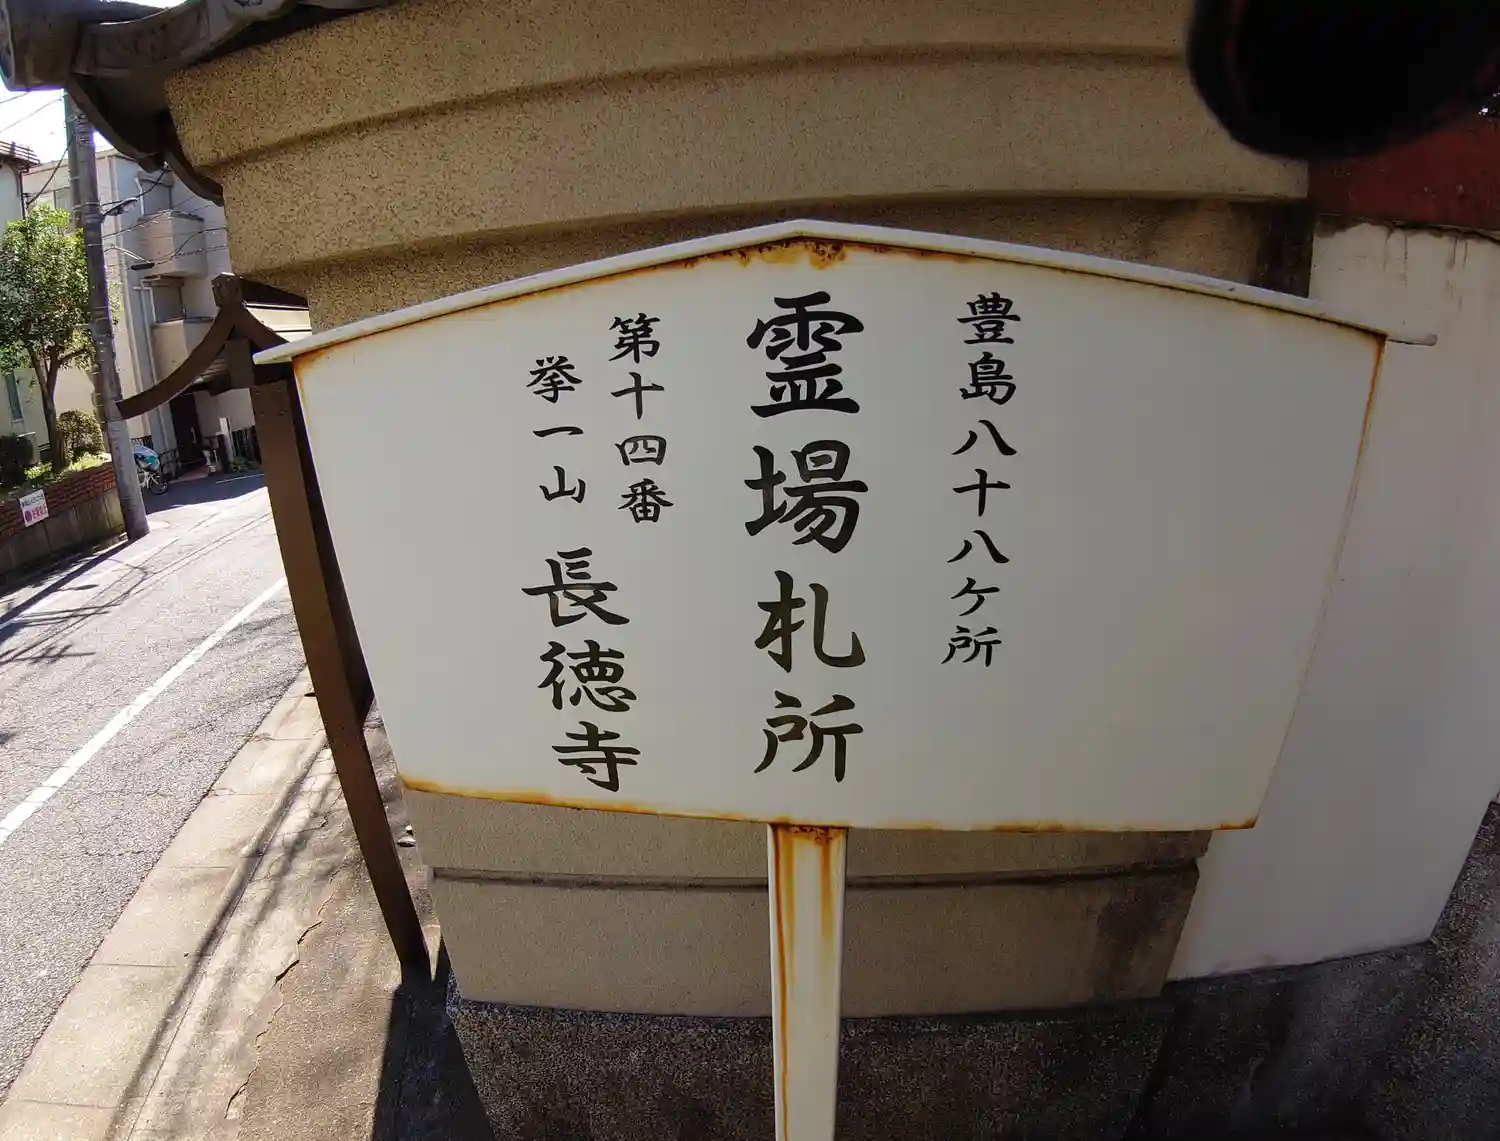 豊島八十八ヶ所
霊場札所
第十四番
挙一山 長徳寺